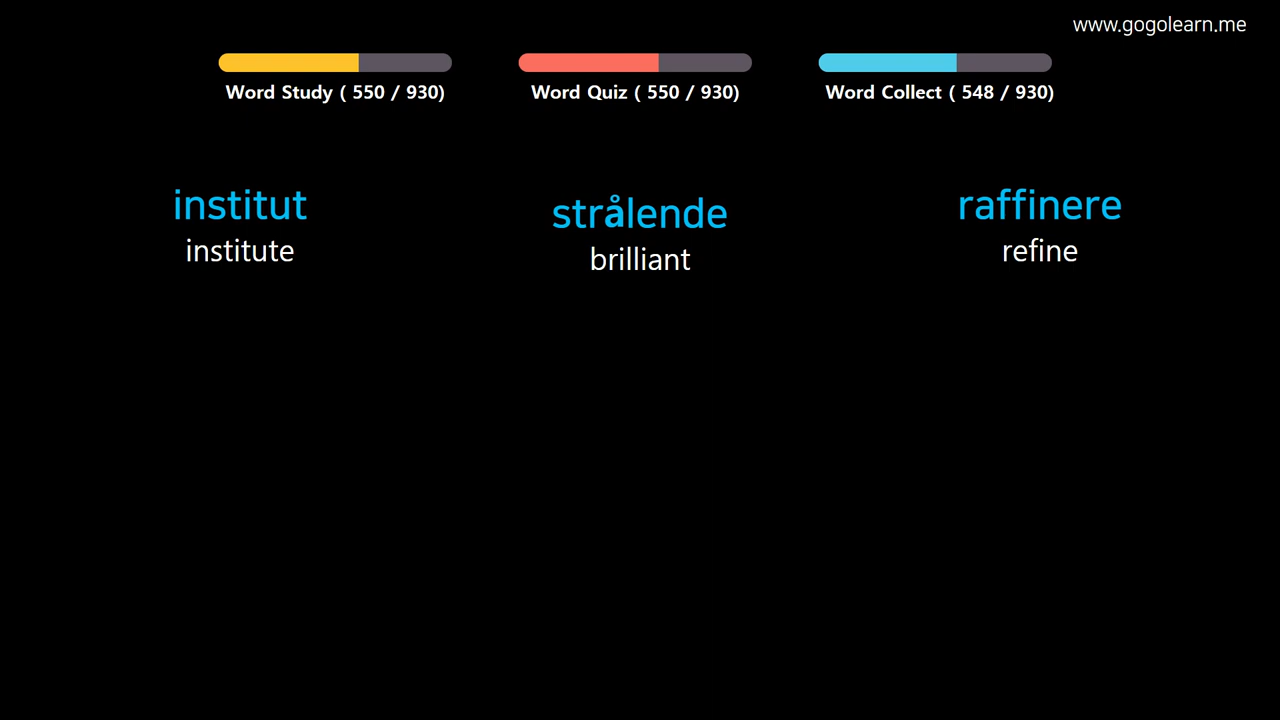 www.gogolearn.me
Word Study ( 550 / 930)
Word Quiz ( 550 / 930)
Word Collect ( 548 / 930)
institut
institute
strålende
brilliant
raffinere
refine